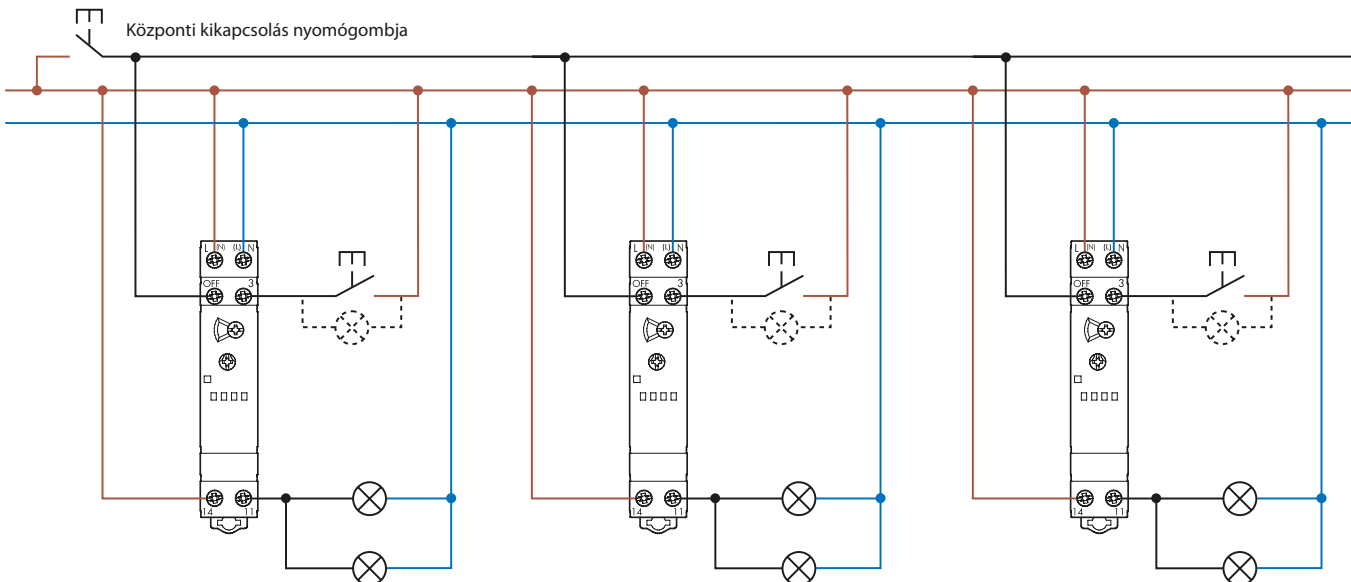 Központi kikapcsolás nyomógombja
L (N) (L) N
OFF 3
14 11
L (N) (L) N
OFF 3
14 11
L (N) (L) N
OFF 3
14 11